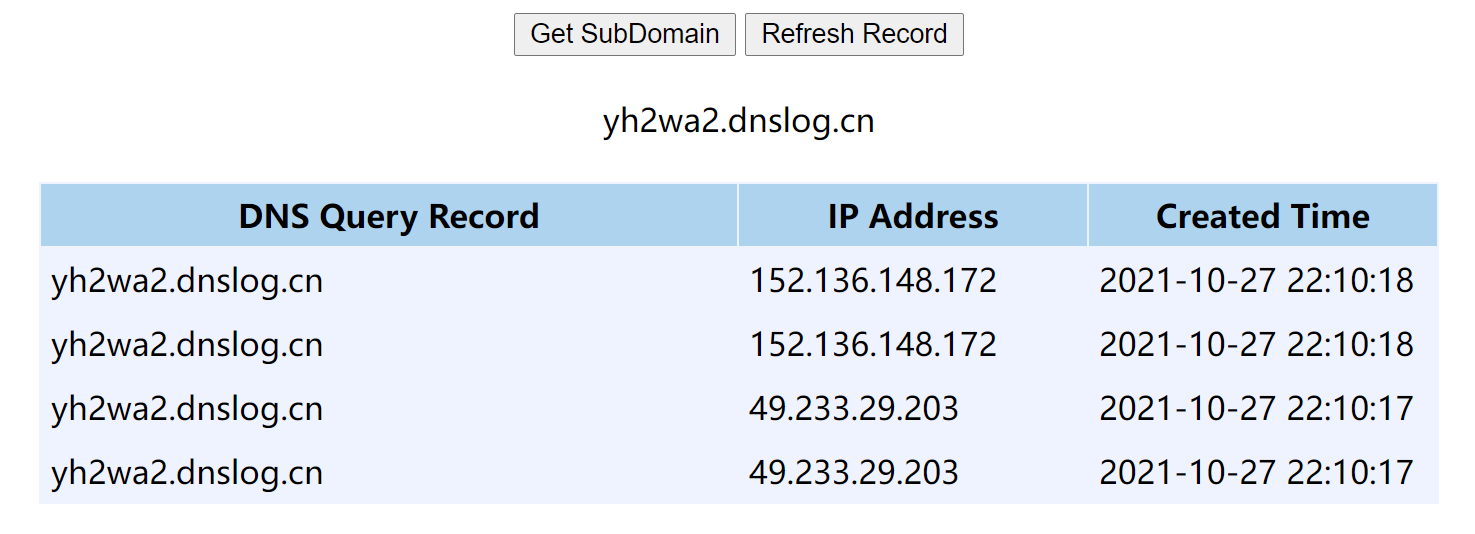 Get SubDomain Refresh Record
yh2wa2.dnslog.cn
DNS Query Record IP Address Created Time
yh2wa2.dnslog.cn 152.136.148.172 2021-10-27 22:10:18
yh2wa2.dnslog.cn 152.136.148.172 2021-10-27 22:10:18
yh2wa2.dnslog.cn 49.233.29.203 2021-10-27 22:10:17
yh2wa2.dnslog.cn 49.233.29.203 2021-10-27 22:10:17